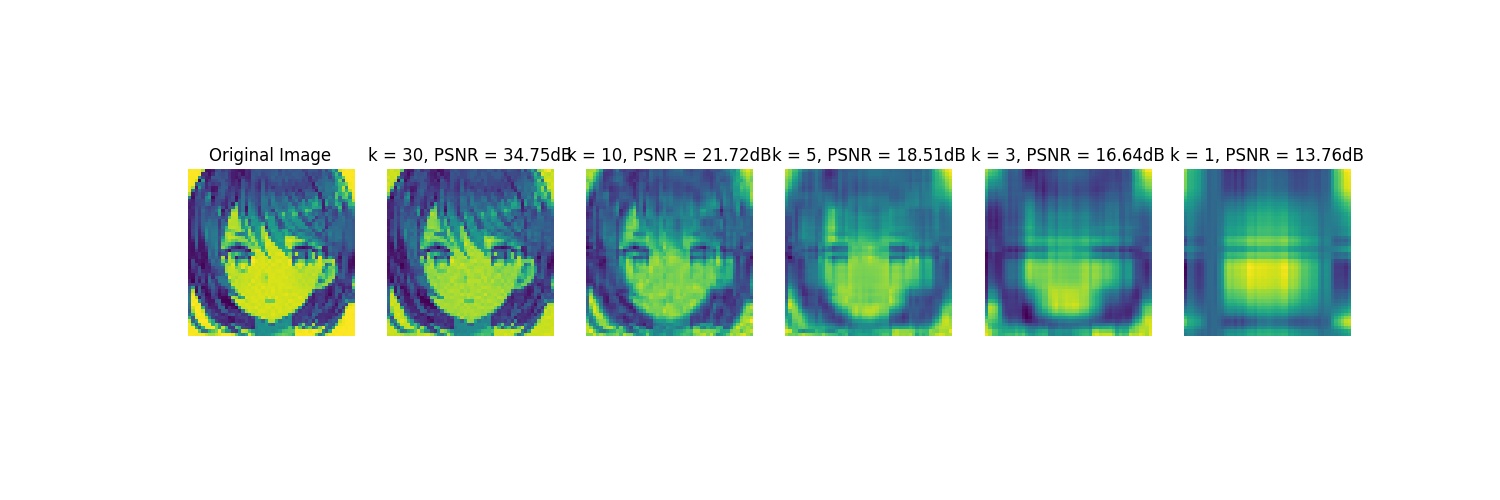 Original Image
k = 30, PSNR = 34.75dB
k = 10, PSNR = 21.72dB
k = 5, PSNR = 18.51dB
k = 3, PSNR = 16.64dB
k = 1, PSNR = 13.76dB